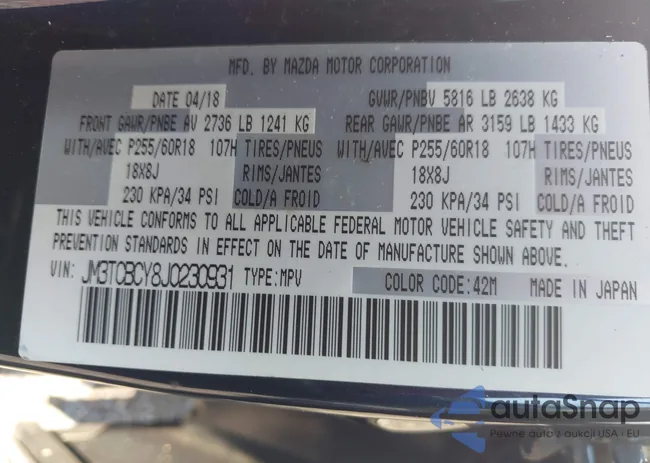 MFD. BY MAZDA MOTOR CORPORATION
DATE 04/18 GVWR/PNBV 5816 LB 2638 KG
FRONT GAWR/PNBE AV 2736 LB 1241 KG REAR GAWR/PNBE AR 3159 LB 1433 KG
WITH/AVEC P255/60R18 107H TIRES/PNEUS WITH/AVEC P255/60R18 107H TIRES/PNEUS
18X8J RIMS/JANTES 18X8J RIMS/JANTES
230 KPA/34 PSI COLD/A FROID 230 KPA/34 PSI COLD/A FROID
THIS VEHICLE CONFORMS TO ALL APPLICABLE FEDERAL MOTOR VEHICLE SAFETY AND THEFT
PREVENTION STANDARDS IN EFFECT ON THE DATE OF MANUFACTURE SHOWN ABOVE.
VIN: JM3TCBCY8J0230931 TYPE:MPV COLOR CODE:42M MADE IN JAPAN
autoSnap
Pewne auto z aukcji USA i EU